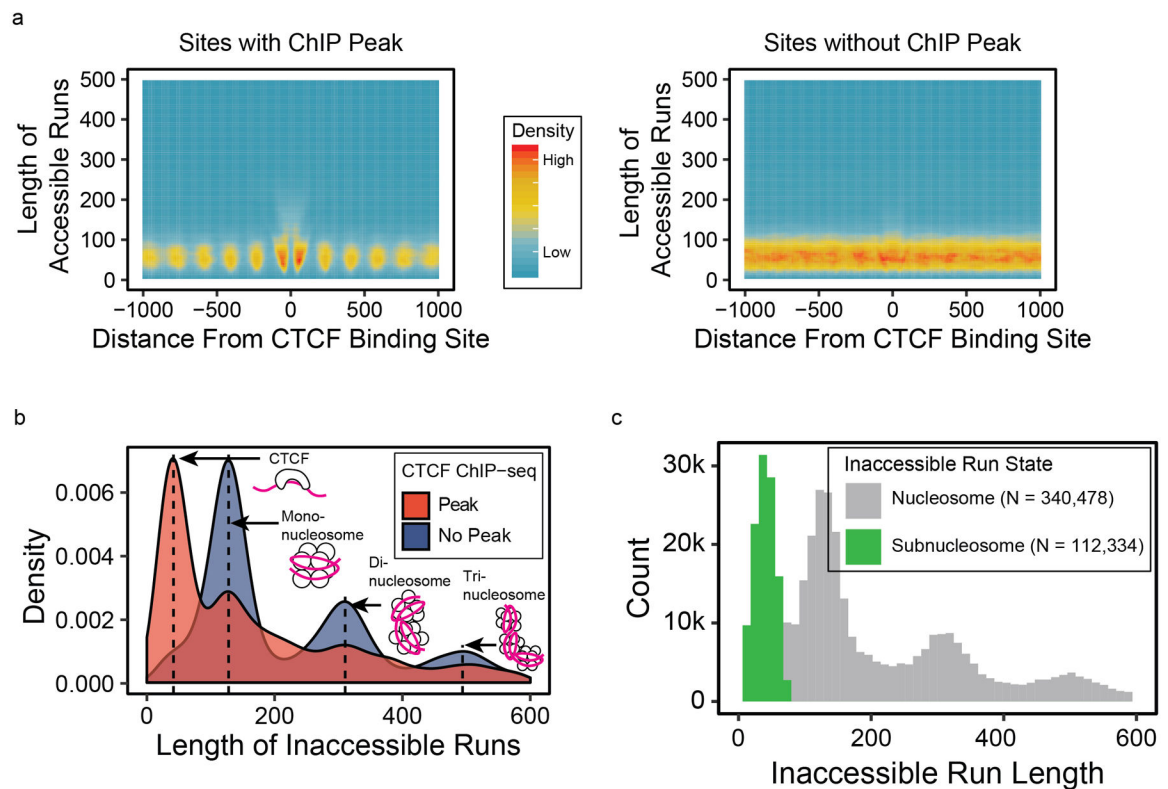 a
Sites with ChIP Peak
Sites without ChIP Peak
Length of
Accessible Runs
500
400
300
200
100
0
−1000
−500
0
500
1000
Distance From CTCF Binding Site
Density
High
Low
Length of
Accessible Runs
500
400
300
200
100
0
−1000
−500
0
500
1000
Distance From CTCF Binding Site
b
Density
0.006
0.004
0.002
0.000
0
200
400
600
Length of Inaccessible Runs
CTCF
Mono-
nucleosome
Di-
nucleosome
Tri-
nucleosome
CTCF ChIP−seq
Peak
No Peak
c
Count
30k
20k
10k
0
0
200
400
600
Inaccessible Run Length
Inaccessible Run State
Nucleosome (N = 340,478)
Subnucleosome (N = 112,334)